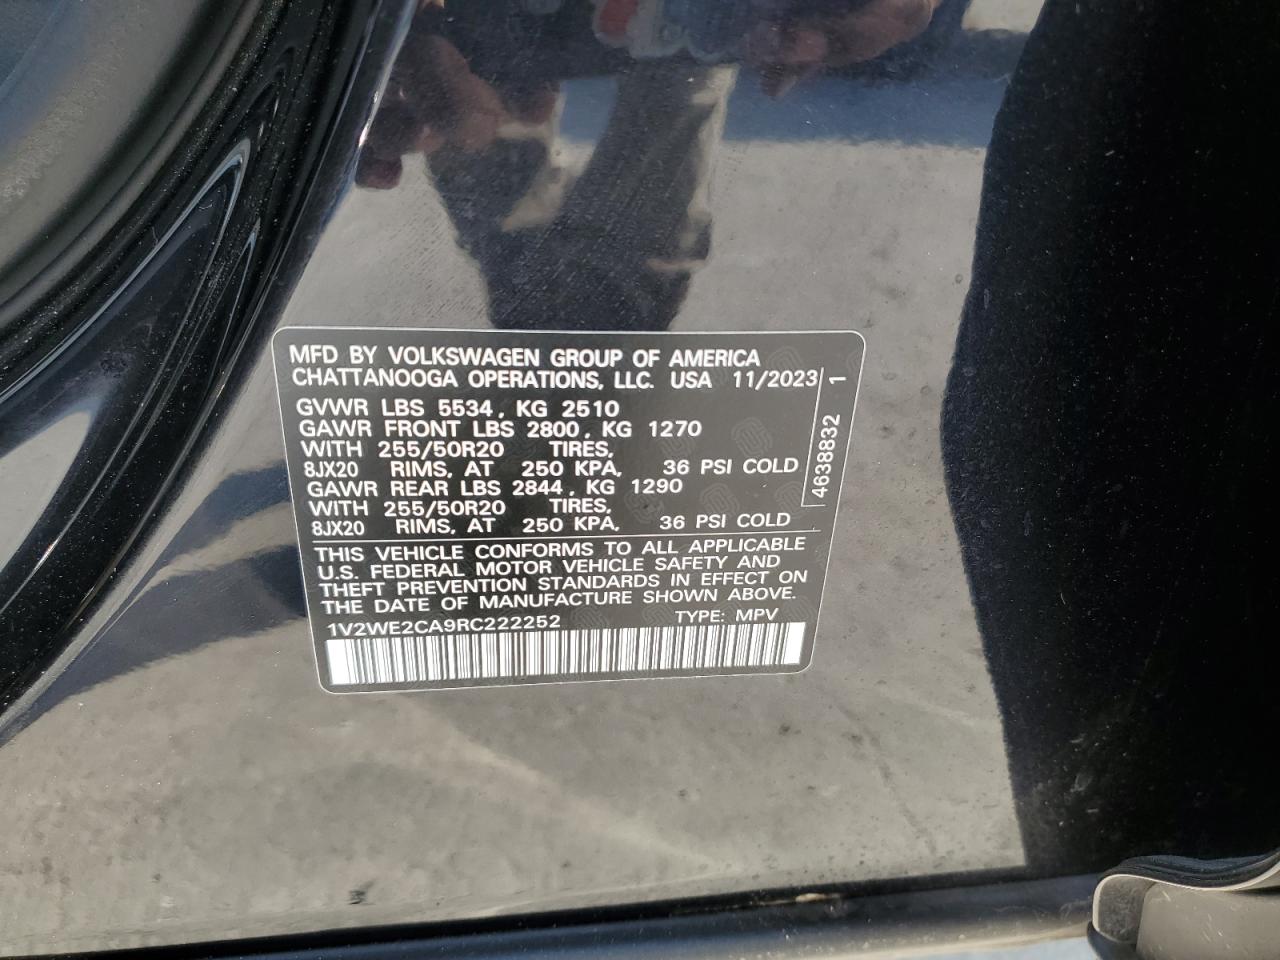 MFD BY VOLKSWAGEN GROUP OF AMERICA
CHATTANOOGA OPERATIONS, LLC. USA 11/2023
GVWR LBS 5534, KG 2510
GAWR FRONT LBS 2800, KG 1270
WITH 255/50R20 TIRES,
8JX20 RIMS, AT 250 KPA, 36 PSI COLD
GAWR REAR LBS 2844, KG 1290
WITH 255/50R20 TIRES,
8JX20 RIMS, AT 250 KPA, 36 PSI COLD
4638832 1
THIS VEHICLE CONFORMS TO ALL APPLICABLE
U.S. FEDERAL MOTOR VEHICLE SAFETY AND
THEFT PREVENTION STANDARDS IN EFFECT ON
THE DATE OF MANUFACTURE SHOWN ABOVE.
1V2WE2CA9RC222252 TYPE: MPV